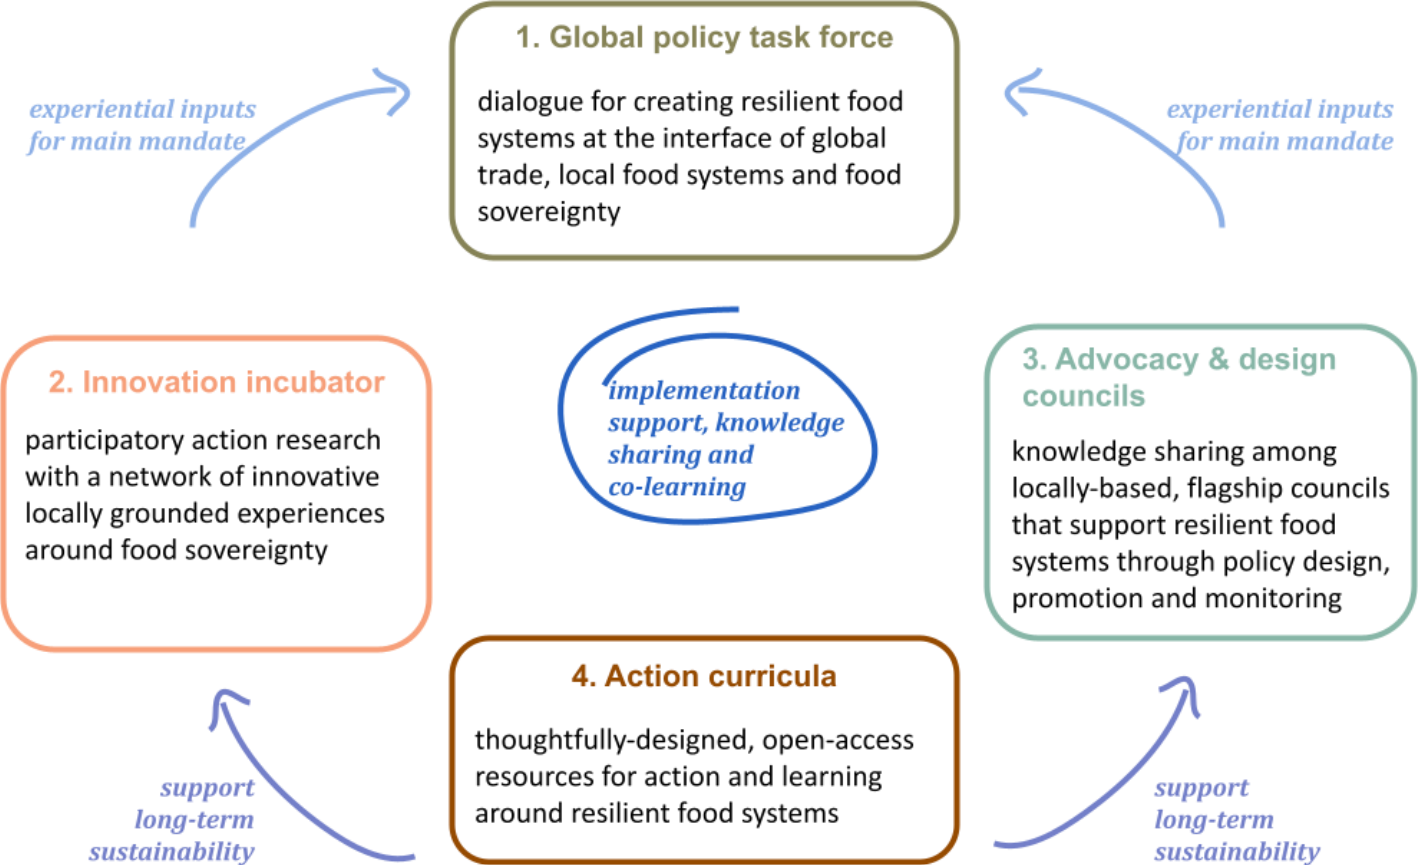 1. Global policy task force
dialogue for creating resilient food
systems at the interface of global
trade, local food systems and food
sovereignty
experiential inputs
for main mandate
experiential inputs
for main mandate
2. Innovation incubator
participatory action research
with a network of innovative
locally grounded experiences
around food sovereignty
implementation
support, knowledge
sharing and
co-learning
3. Advocacy & design
councils
knowledge sharing among
locally-based, flagship councils
that support resilient food
systems through policy design,
promotion and monitoring
4. Action curricula
thoughtfully-designed, open-access
resources for action and learning
around resilient food systems
support
long-term
sustainability
support
long-term
sustainability